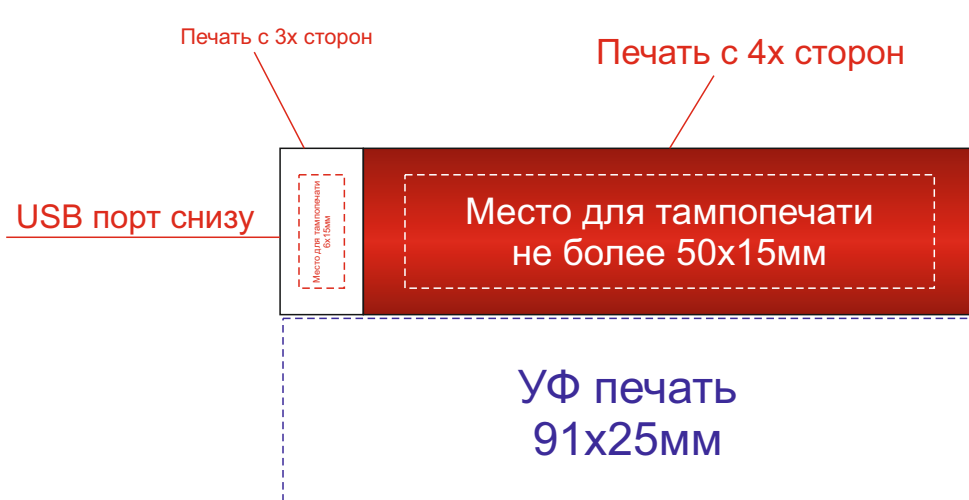 Печать с 3х сторон
Печать с 4х сторон
USB порт снизу
Место для тампопечати
6х15мм
Место для тампопечати
не более 50х15мм
УФ печать
91х25мм